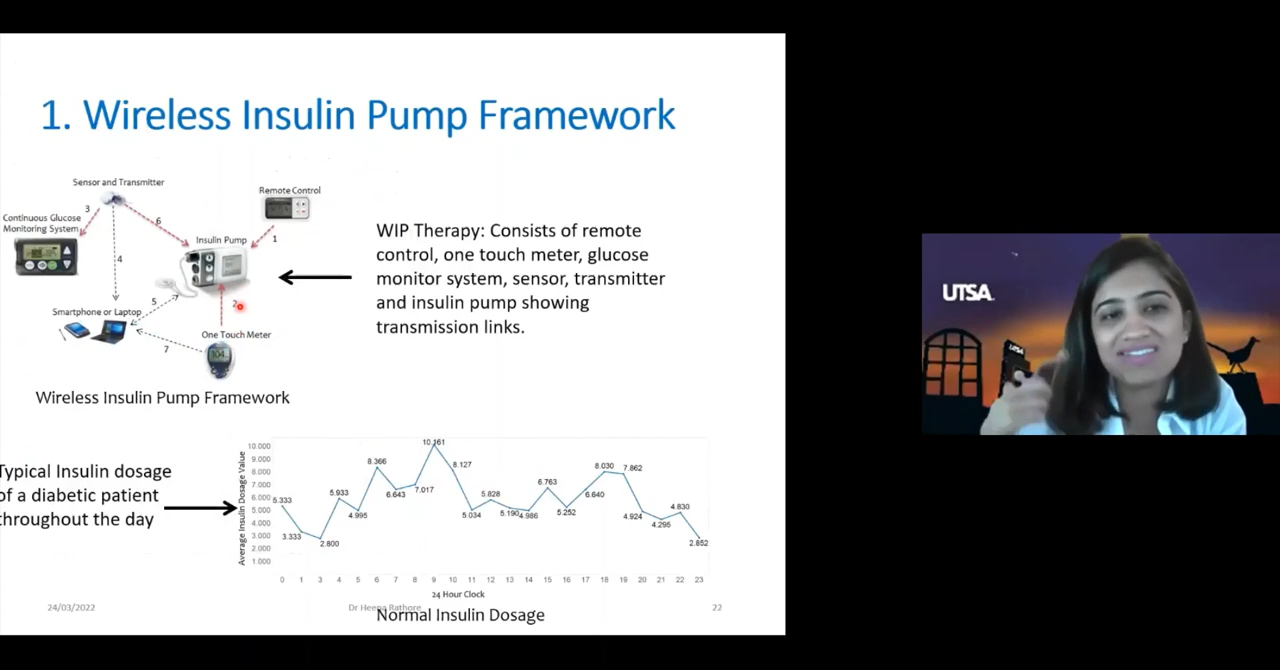 1. Wireless Insulin Pump Framework
Sensor and Transmitter
Remote Control
3
6
Continuous Glucose
Monitoring System
Insulin Pump
1
4
5
2
Smartphone or Laptop
One Touch Meter
7
104
Wireless Insulin Pump Framework
WIP Therapy: Consists of remote
control, one touch meter, glucose
monitor system, sensor, transmitter
and insulin pump showing
transmission links.
UTSA
UTSA
Typical Insulin dosage
of a diabetic patient
throughout the day
Average Insulin Dosage Value
10.000
9.000
8.000
7.000
6.000
5.000
4.000
3.000
2.000
1.000
5.333
3.333
2.800
5.933
4.995
8.366
6.643
7.017
10.161
8.127
5.034
5.828
5.190
4.986
6.763
5.252
6.640
8.030
7.862
4.924
4.295
4.830
2.852
0 1 3 4 5 6 7 8 9 10 11 12 13 14 15 16 17 18 19 20 21 22 23
24 Hour Clock
24/03/2022
Dr Heena Rathore
22
Normal Insulin Dosage